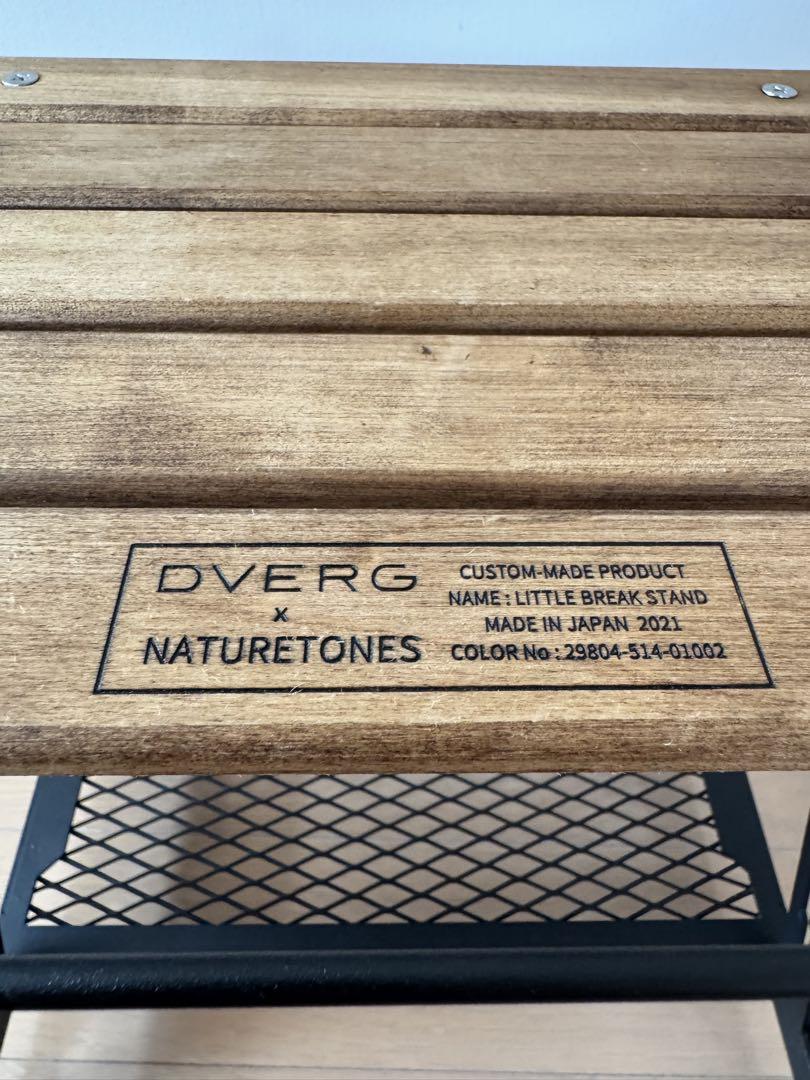 DVERG
x
NATURETONES
CUSTOM-MADE PRODUCT
NAME : LITTLE BREAK STAND
MADE IN JAPAN 2021
COLOR No : 29804-514-01002